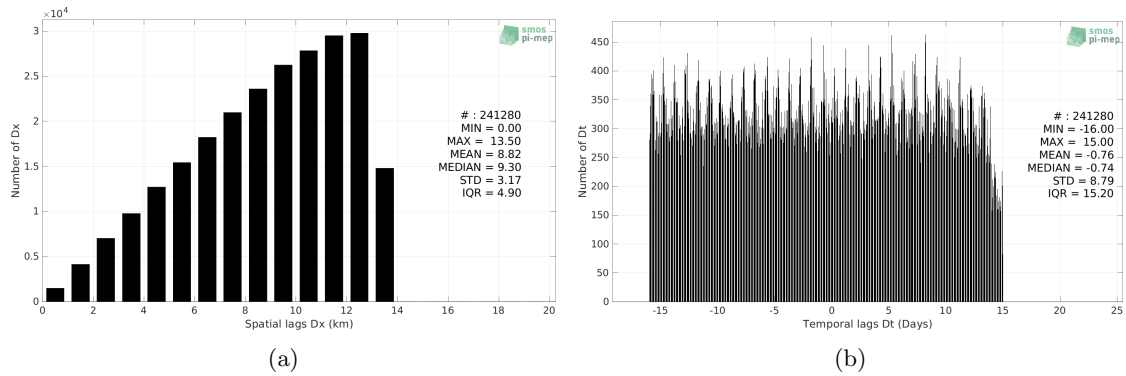 ×10⁴
3
2.5
2
1.5
1
0.5
0
Number of Dx
0 2 4 6 8 10 12 14 16 18 20
Spatial lags Dx (km)
smos
pi-mep
# : 241280
MIN = 0.00
MAX = 13.50
MEAN = 8.82
MEDIAN = 9.30
STD = 3.17
IQR = 4.90
(a)
450
400
350
300
250
200
150
100
50
0
Number of Dt
-15 -10 -5 0 5 10 15 20 25
Temporal lags Dt (Days)
smos
pi-mep
# : 241280
MIN = -16.00
MAX = 15.00
MEAN = -0.76
MEDIAN = -0.74
STD = 8.79
IQR = 15.20
(b)